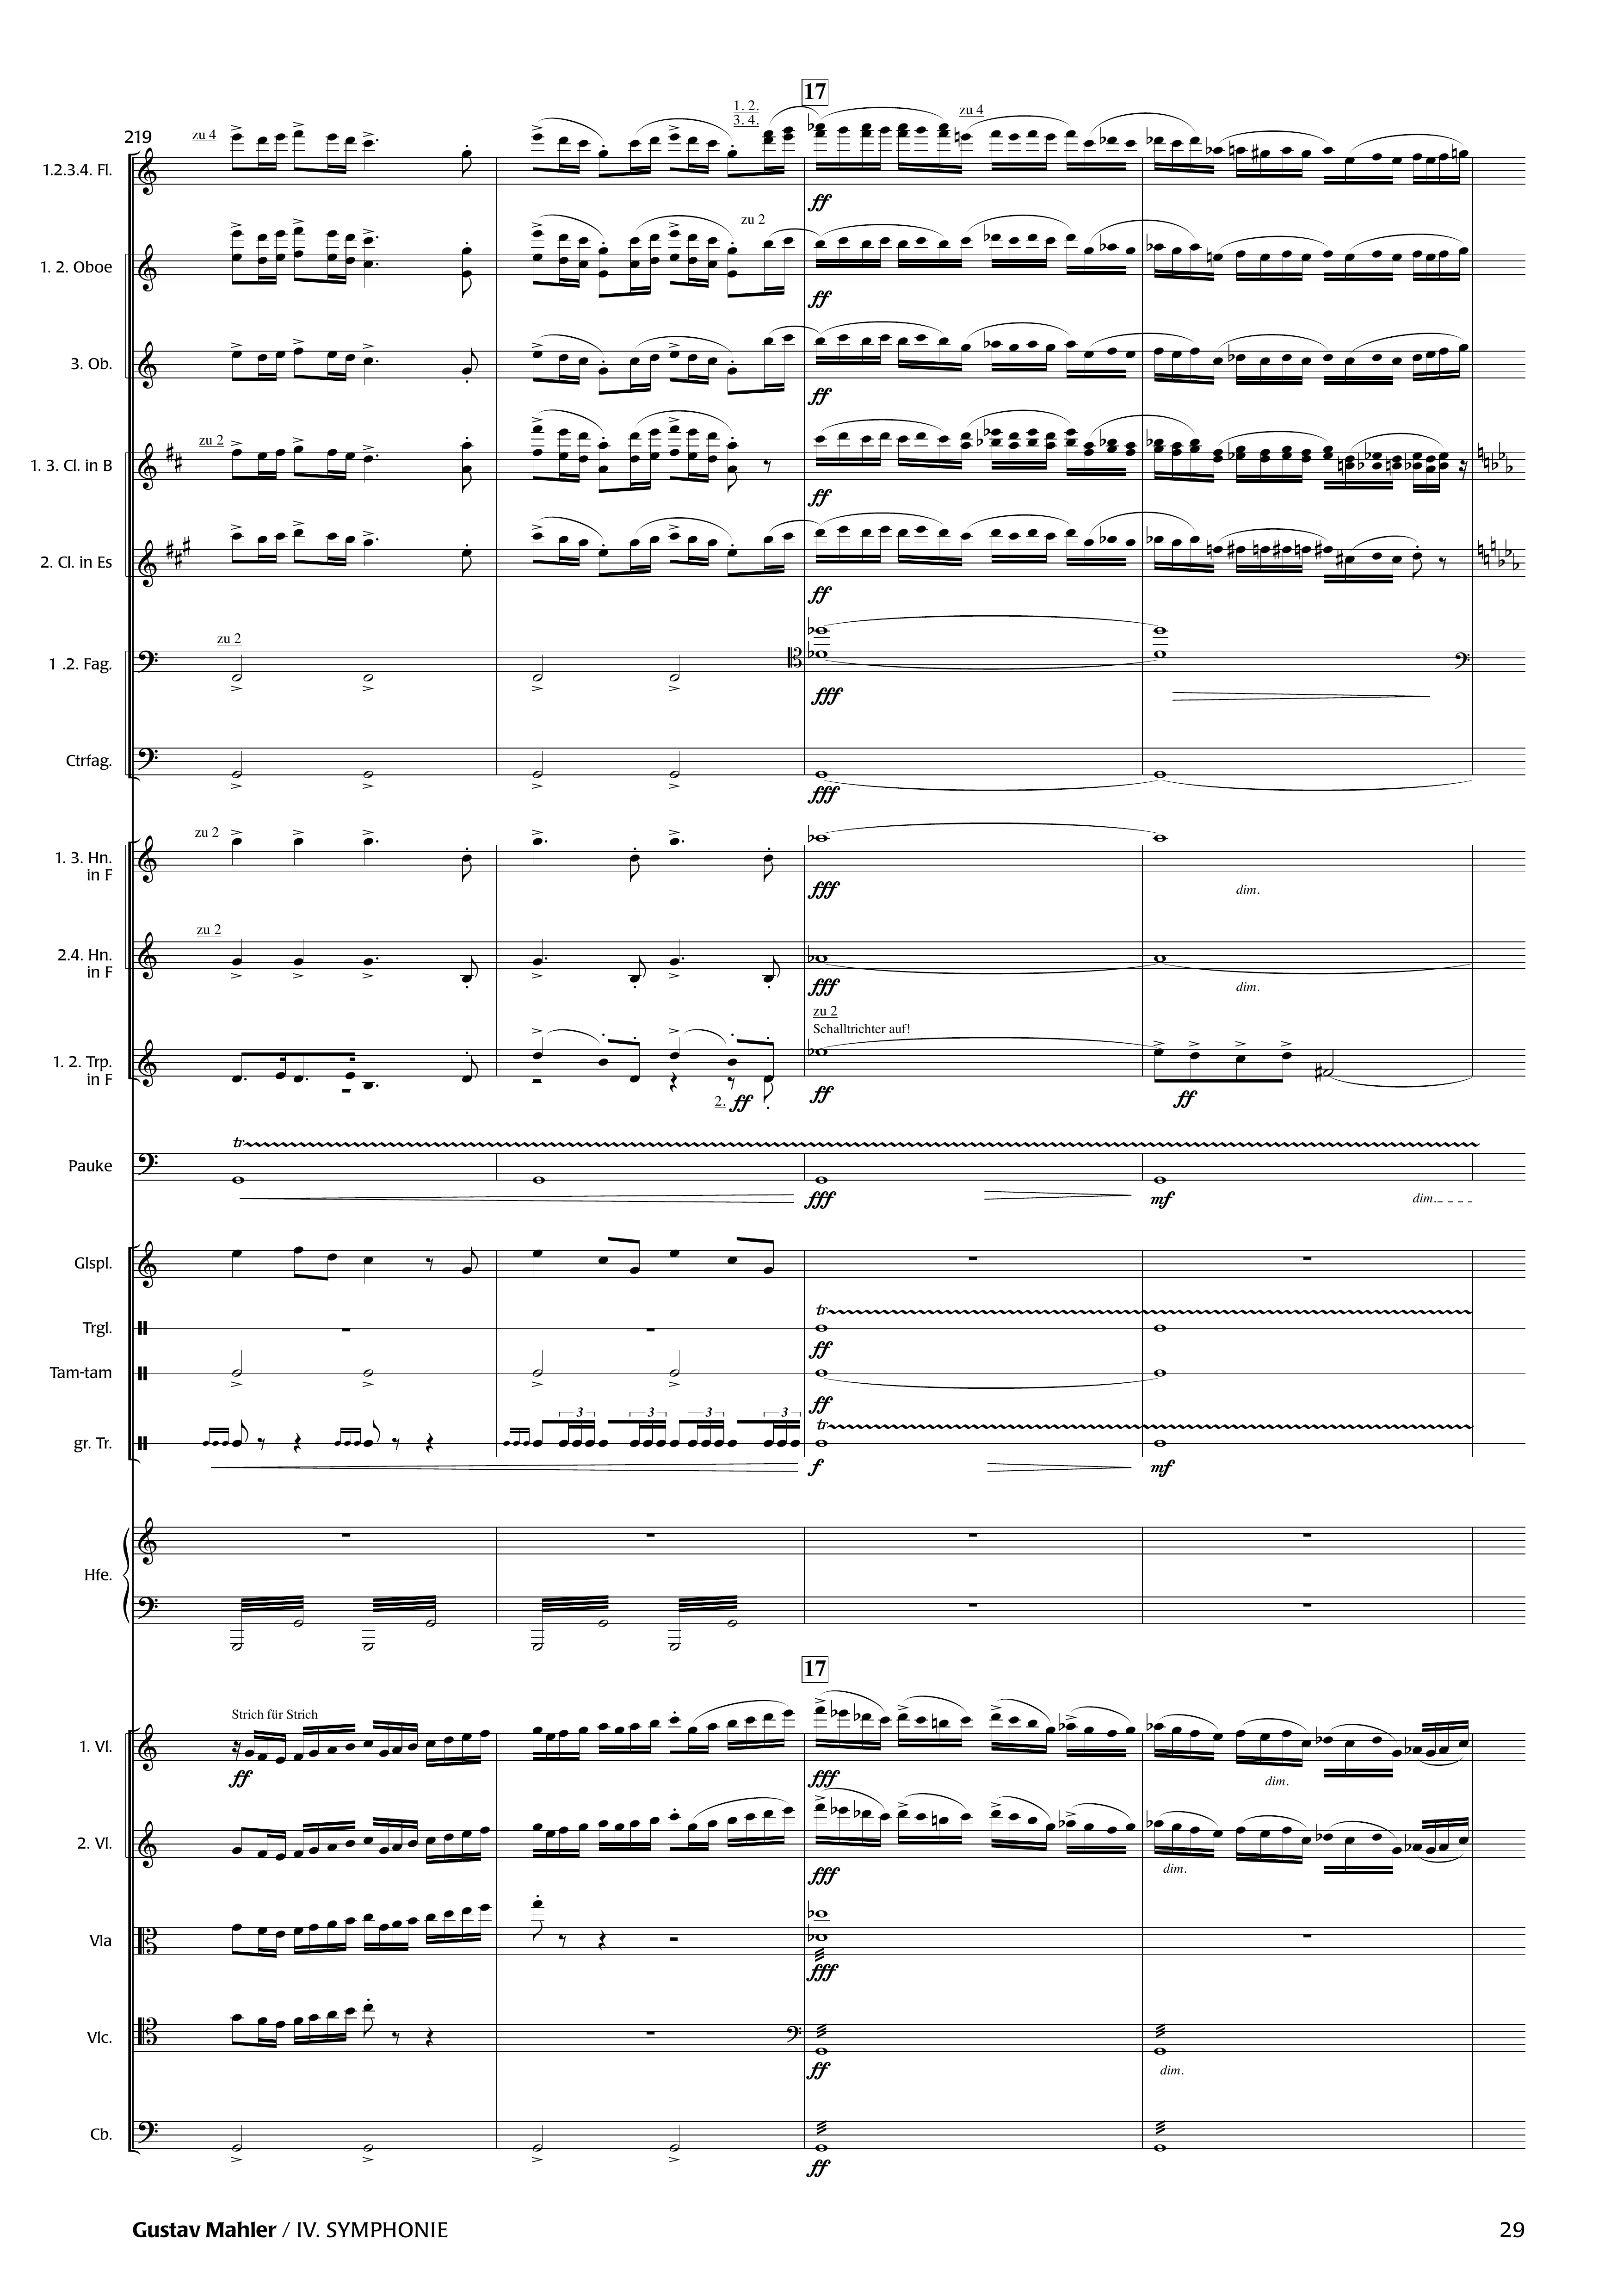 17
219
zu 4
1. 2.
3. 4.
zu 4
1.2.3.4. Fl.
ff
zu 2
1. 2. Oboe
ff
3. Ob.
ff
zu 2
1. 3. Cl. in B
ff
2. Cl. in Es
ff
zu 2
1 .2. Fag.
fff
Ctrfag.
fff
zu 2
1. 3. Hn.
in F
fff
dim.
zu 2
2.4. Hn.
in F
fff
dim.
zu 2
Schalltrichter auf!
1. 2. Trp.
in F
2. ff
ff
ff
tr
Pauke
fff
mf
dim.
Glspl.
tr
Trgl.
ff
Tam-tam
ff
3 3 3 3
tr
gr. Tr.
f
mf
Hfe.
17
Strich für Strich
1. Vl.
ff
fff
dim.
2. Vl.
fff
dim.
Vla
fff
Vlc.
ff
dim.
Cb.
ff
Gustav Mahler / IV. SYMPHONIE
29